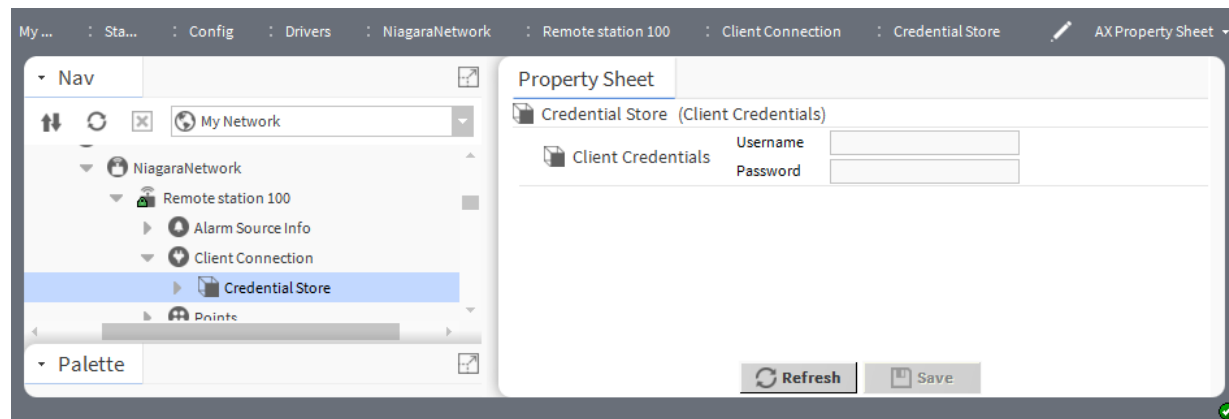 My ... : Sta... : Config : Drivers : NiagaraNetwork : Remote station 100 : Client Connection : Credential Store AX Property Sheet
Nav
My Network
NiagaraNetwork
Remote station 100
Alarm Source Info
Client Connection
Credential Store
Points
Palette
Property Sheet
Credential Store (Client Credentials)
Client Credentials
Username
Password
Refresh
Save